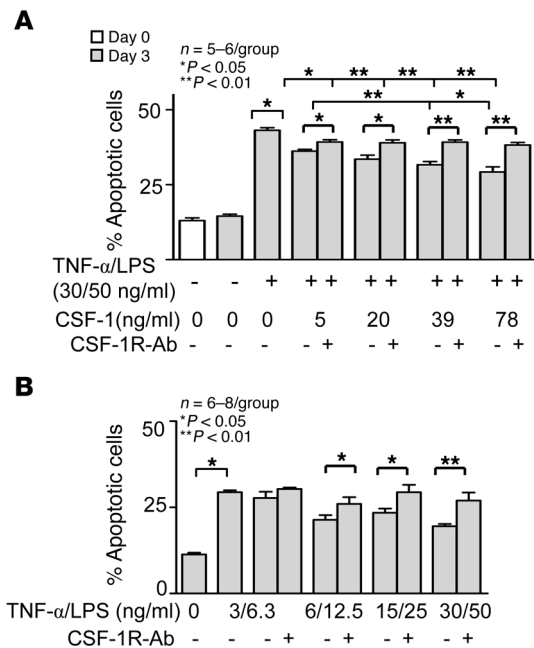 A
Day 0
Day 3
n = 5–6/group
*P < 0.05
**P < 0.01
* ** ** **
** *
* * * ** **
50
25
% Apoptotic cells
TNF-α/LPS
(30/50 ng/ml) - - + + + + + + + + +
CSF-1(ng/ml) 0 0 0 5 20 39 78
CSF-1R-Ab - - - - + - + - + - +
B
n = 6–8/group
*P < 0.05
**P < 0.01
* * * **
50
25
0
% Apoptotic cells
TNF-α/LPS (ng/ml) 0 3/6.3 6/12.5 15/25 30/50
CSF-1R-Ab - - - + - + - + - +